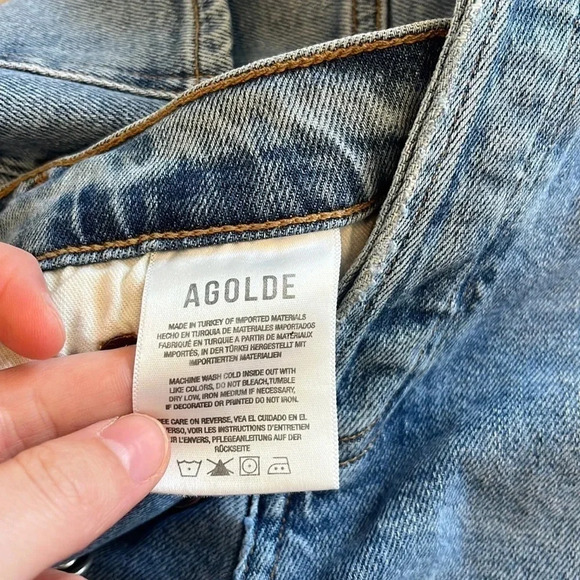 AGOLDE
MADE IN TURKEY OF IMPORTED MATERIALS
HECHO EN TURQUIA DE MATERIALES IMPORTADOS
FABRIQUÉ EN TURQUIE A PARTIR DE MATÉRIAUX
IMPORTÉS, IN DER TÜRKEI HERGESTELLT MIT
IMPORTIERTEN MATERIALIEN
MACHINE WASH COLD INSIDE OUT WITH
LIKE COLORS, DO NOT BLEACH,TUMBLE
DRY LOW, IRON MEDIUM IF NECESSARY,
IF DECORATED OR PRINTED DO NOT IRON.
CARE ON REVERSE, VEA EL CUIDADO EN EL
VOIR LES INSTRUCTIONS D'ENTRETIEN
L'ENVERS, PFLEGEANLEITUNG AUF DER
RÜCKSEITE